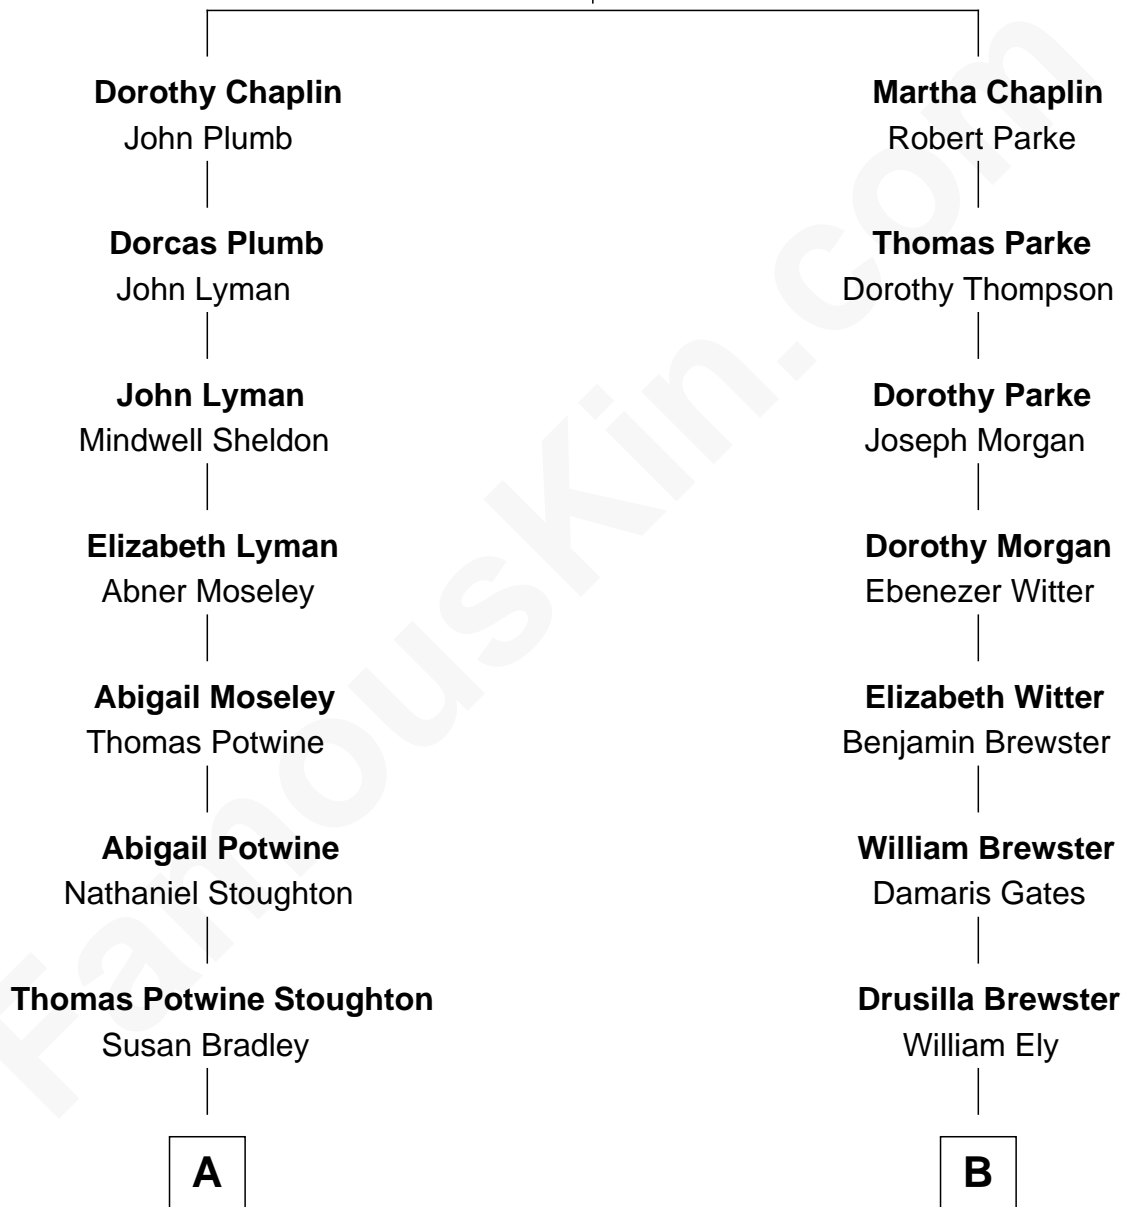 Dorothy Chaplin
John Plumb
Dorcas Plumb
John Lyman
John Lyman
Mindwell Sheldon
Elizabeth Lyman
Abner Moseley
Abigail Moseley
Thomas Potwine
Abigail Potwine
Nathaniel Stoughton
Thomas Potwine Stoughton
Susan Bradley
A
Martha Chaplin
Robert Parke
Thomas Parke
Dorothy Thompson
Dorothy Parke
Joseph Morgan
Dorothy Morgan
Ebenezer Witter
Elizabeth Witter
Benjamin Brewster
William Brewster
Damaris Gates
Drusilla Brewster
William Ely
B
FamousKin.com